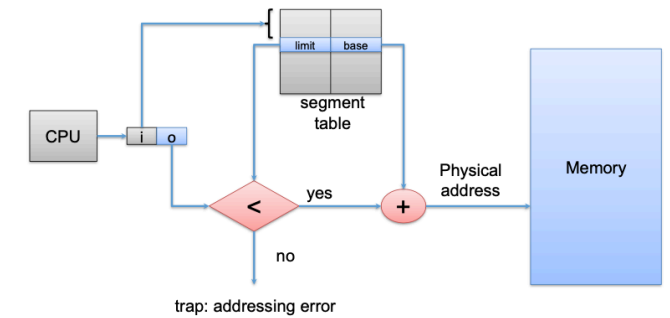 limit base
segment
table
CPU
i o
Physical
address
Memory
<
yes
+
no
trap: addressing error